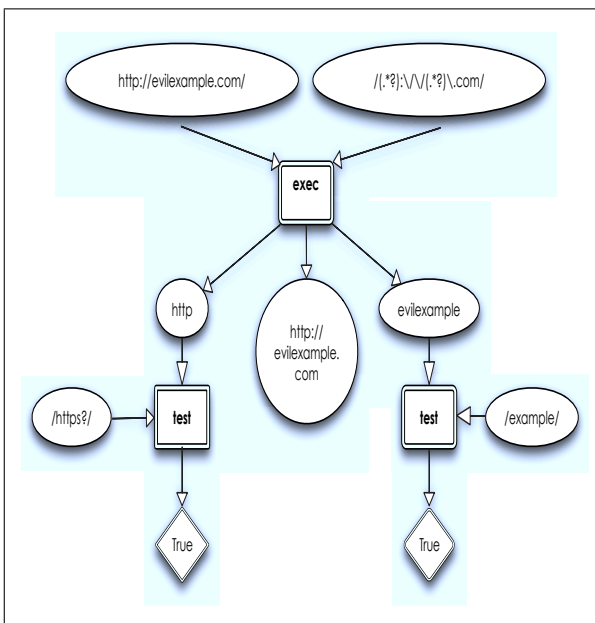 http://evilexample.com/
/(.*?):\/\/(.*?)\.com/
exec
http
http://
evilexample.
com
evilexample
/https?/
test
test
/example/
True
True